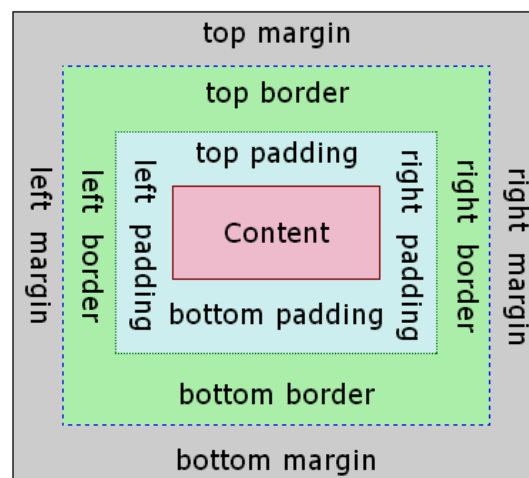 top margin
top border
top padding
left margin
left border
left padding
Content
right padding
right border
right margin
bottom padding
bottom border
bottom margin